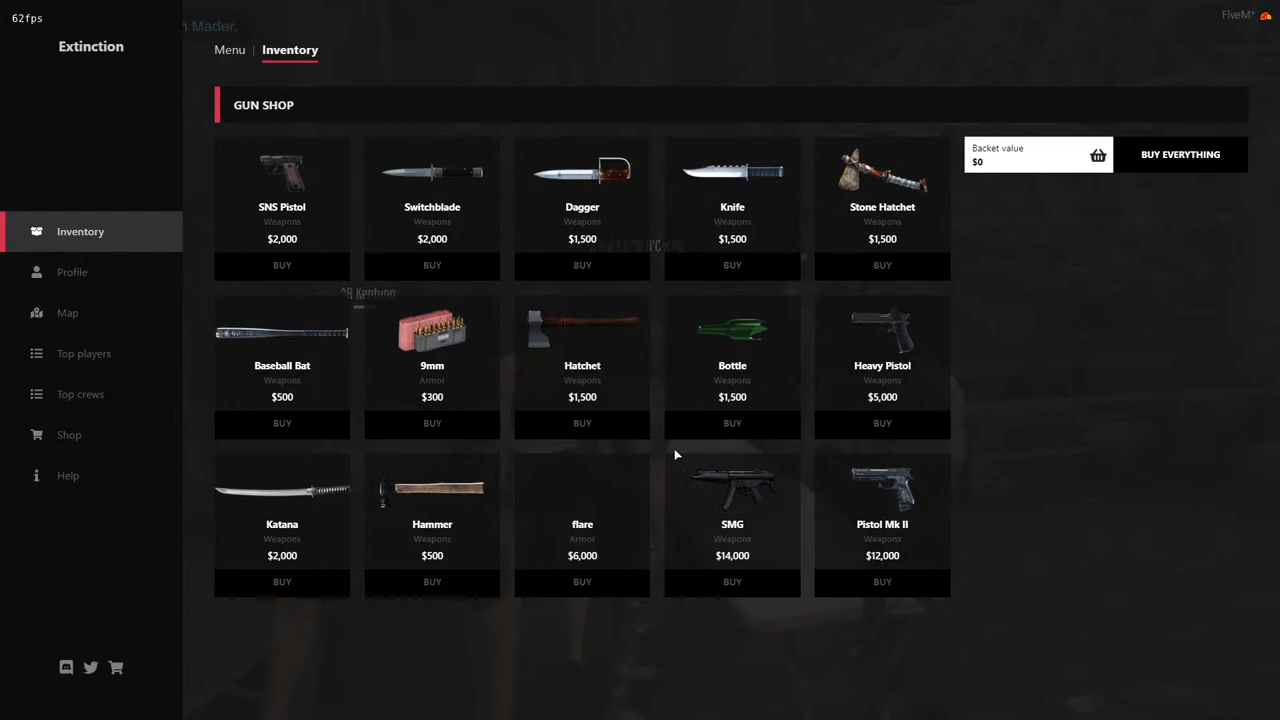 62fps
n Mader.
FiveM*
Extinction
Menu | Inventory
GUN SHOP
Backet value
$0
BUY EVERYTHING
SNS Pistol
Weapons
$2,000
BUY
Switchblade
Weapons
$2,000
BUY
Dagger
Weapons
$1,500
BUY
Knife
Weapons
$1,500
BUY
Stone Hatchet
Weapons
$1,500
BUY
Baseball Bat
Weapons
$500
BUY
9mm
Armor
$300
BUY
Hatchet
Weapons
$1,500
BUY
Bottle
Weapons
$1,500
BUY
Heavy Pistol
Weapons
$5,000
BUY
Katana
Weapons
$2,000
BUY
Hammer
Weapons
$500
BUY
flare
Armor
$6,000
BUY
SMG
Weapons
$14,000
BUY
Pistol Mk II
Weapons
$12,000
BUY
Inventory
Profile
Map
Top players
Top crews
Shop
Help